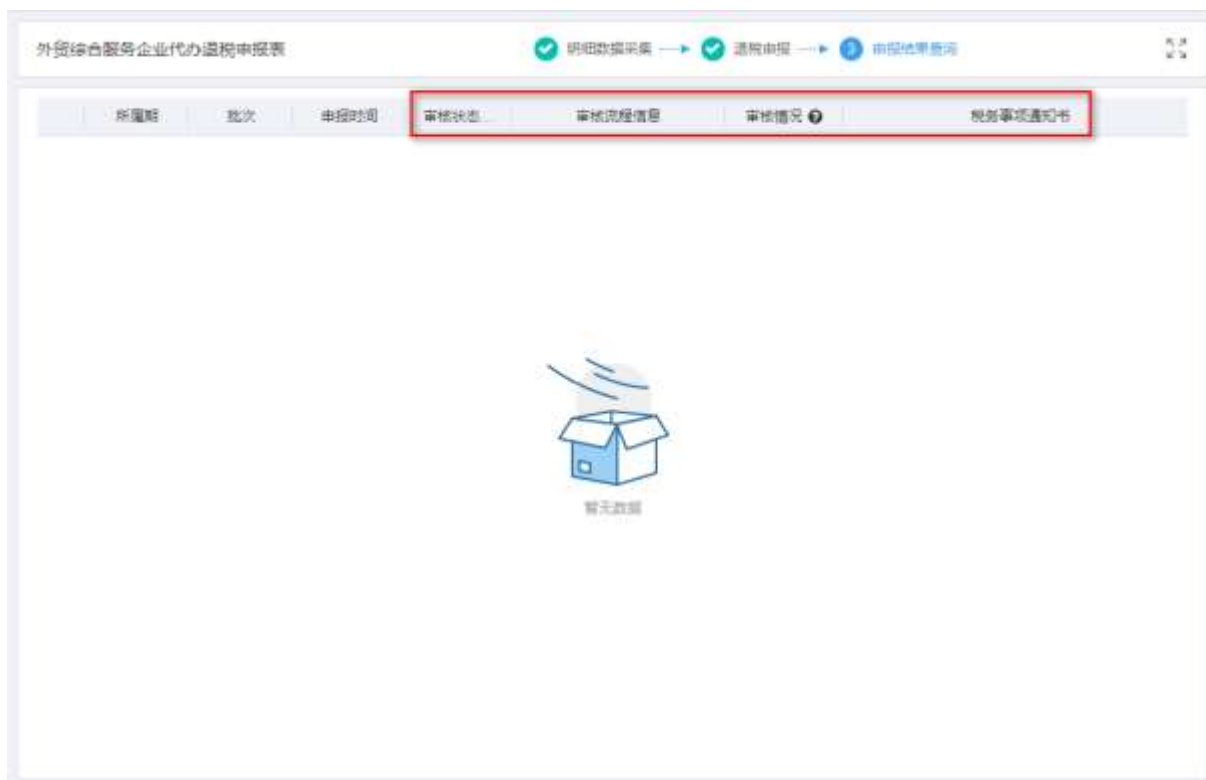 外贸综合服务企业代办退税申报表 明细数据采集 退税申报 3 申报结果查询
所属期 批次 申报时间 审核状态... 审核流程信息 审核情况 ? 税务事项通知书
暂无数据